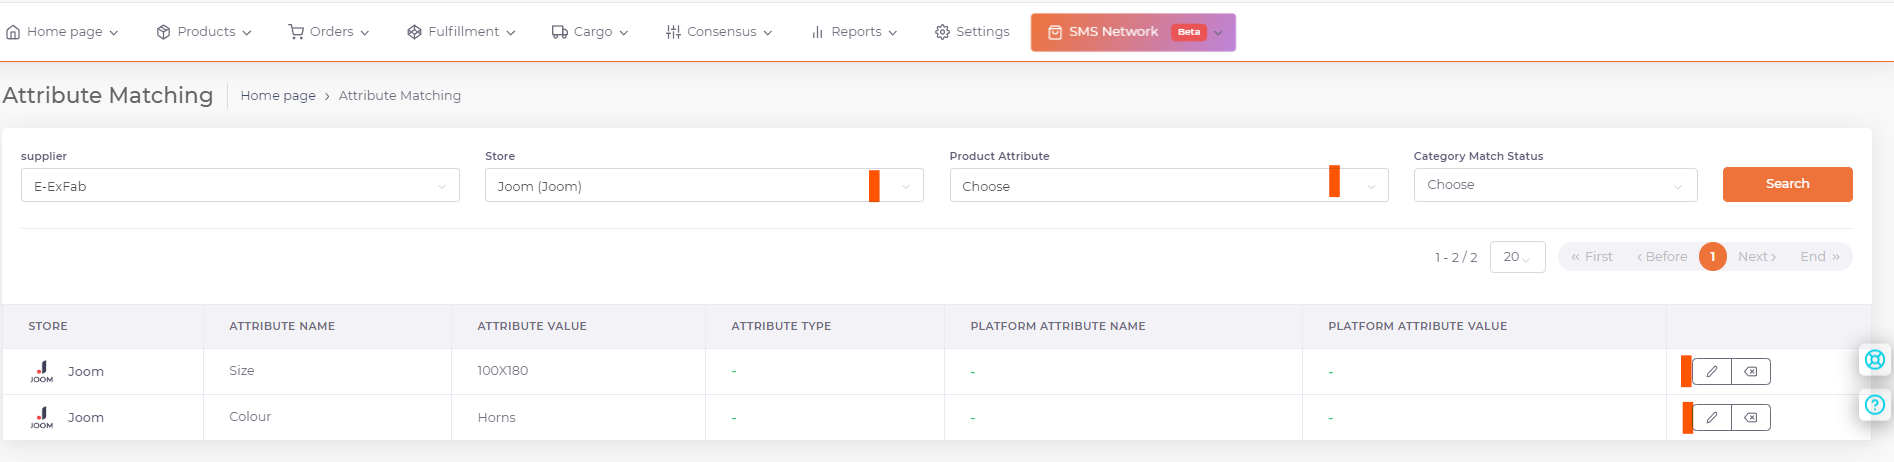 Home page Products Orders Fulfillment Cargo Consensus Reports Settings SMS Network Beta
Attribute Matching Home page › Attribute Matching
supplier Store Product Attribute Category Match Status
E-ExFab Joom (Joom) Choose Choose Search
1 - 2 / 2 20 « First ‹ Before 1 Next › End »
STORE ATTRIBUTE NAME ATTRIBUTE VALUE ATTRIBUTE TYPE PLATFORM ATTRIBUTE NAME PLATFORM ATTRIBUTE VALUE
JOOM Joom Size 100X180 - - -
JOOM Joom Colour Horns - - -